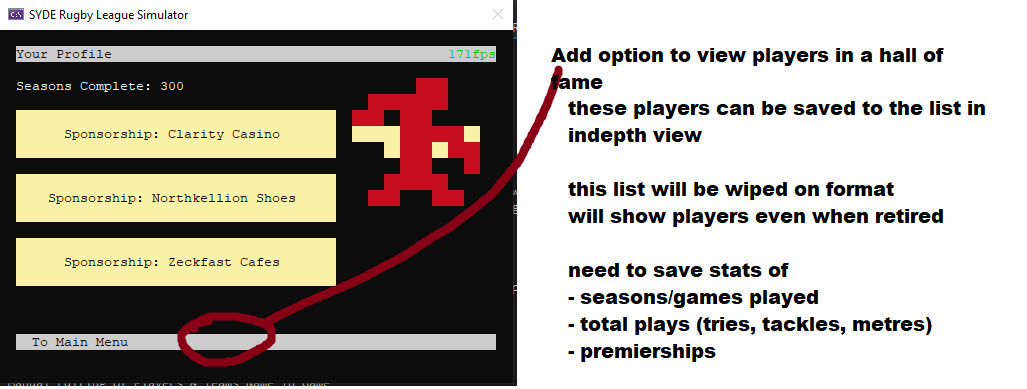 SYDE Rugby League Simulator
Your Profile 171fps
Seasons Complete: 300
Sponsorship: Clarity Casino
Sponsorship: Northkellion Shoes
Sponsorship: Zeckfast Cafes
To Main Menu
Add option to view players in a hall of
fame
these players can be saved to the list in
indepth view
this list will be wiped on format
will show players even when retired
need to save stats of
- seasons/games played
- total plays (tries, tackles, metres)
- premierships